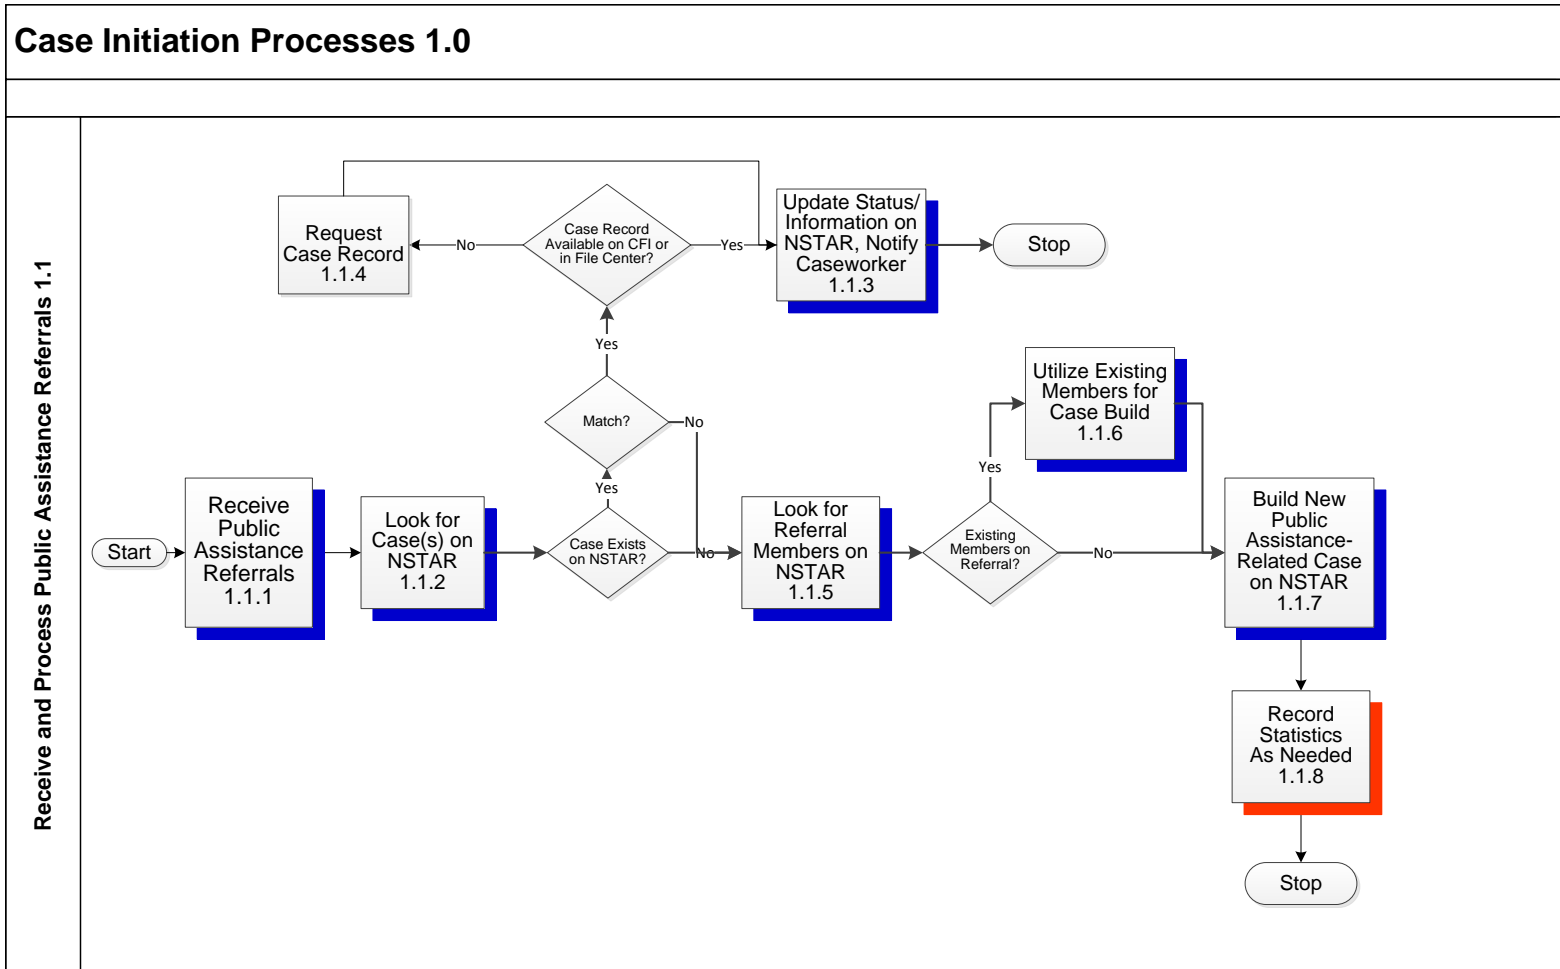 Case Initiation Processes 1.0
Receive and Process Public Assistance Referrals 1.1
Request
Case Record
1.1.4
No
Case Record
Available on CFI or
in File Center?
Yes
Update Status/
Information on
NSTAR, Notify
Caseworker
1.1.3
Stop
Yes
Match?
No
Yes
Start
Receive
Public
Assistance
Referrals
1.1.1
Look for
Case(s) on
NSTAR
1.1.2
Case Exists
on NSTAR?
No
Look for
Referral
Members on
NSTAR
1.1.5
Existing
Members on
Referral?
Yes
No
Utilize Existing
Members for
Case Build
1.1.6
Build New
Public
Assistance-
Related Case
on NSTAR
1.1.7
Record
Statistics
As Needed
1.1.8
Stop